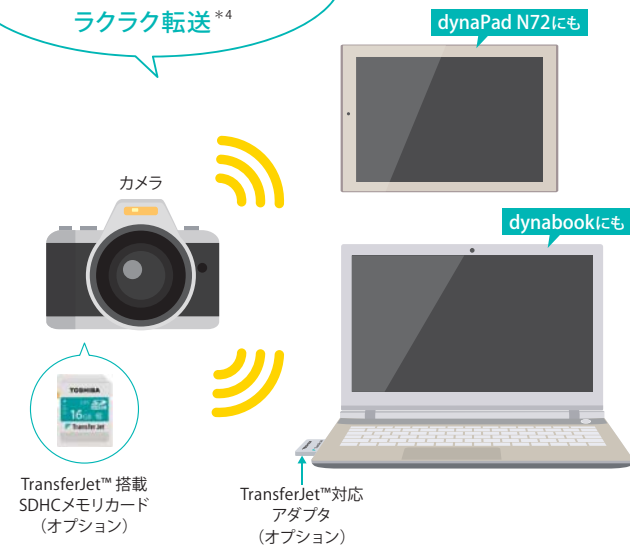 ラクラク転送＊4
dynaPad N72にも
カメラ
dynabookにも
TOSHIBA
16GB
TransferJet
TransferJet™ 搭載
SDHCメモリカード
（オプション）
TransferJet™対応
アダプタ
（オプション）